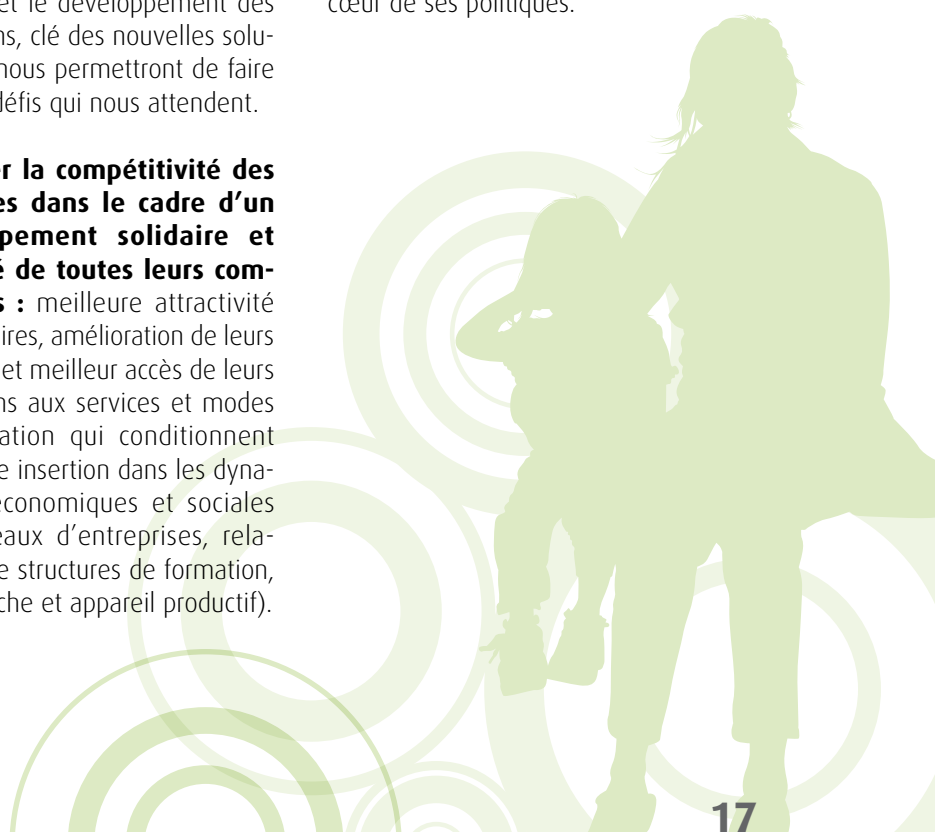 et le développement des
ns, clé des nouvelles solu-
nous permettront de faire
défis qui nous attendent.
er la compétitivité des
es dans le cadre d’un
pement solidaire et
é de toutes leurs com-
s : meilleure attractivité
ires, amélioration de leurs
et meilleur accès de leurs
ns aux services et modes
ation qui conditionnent
e insertion dans les dyna-
économiques et sociales
eaux d’entreprises, rela-
e structures de formation,
che et appareil productif).
cœur de ses politiques.
17